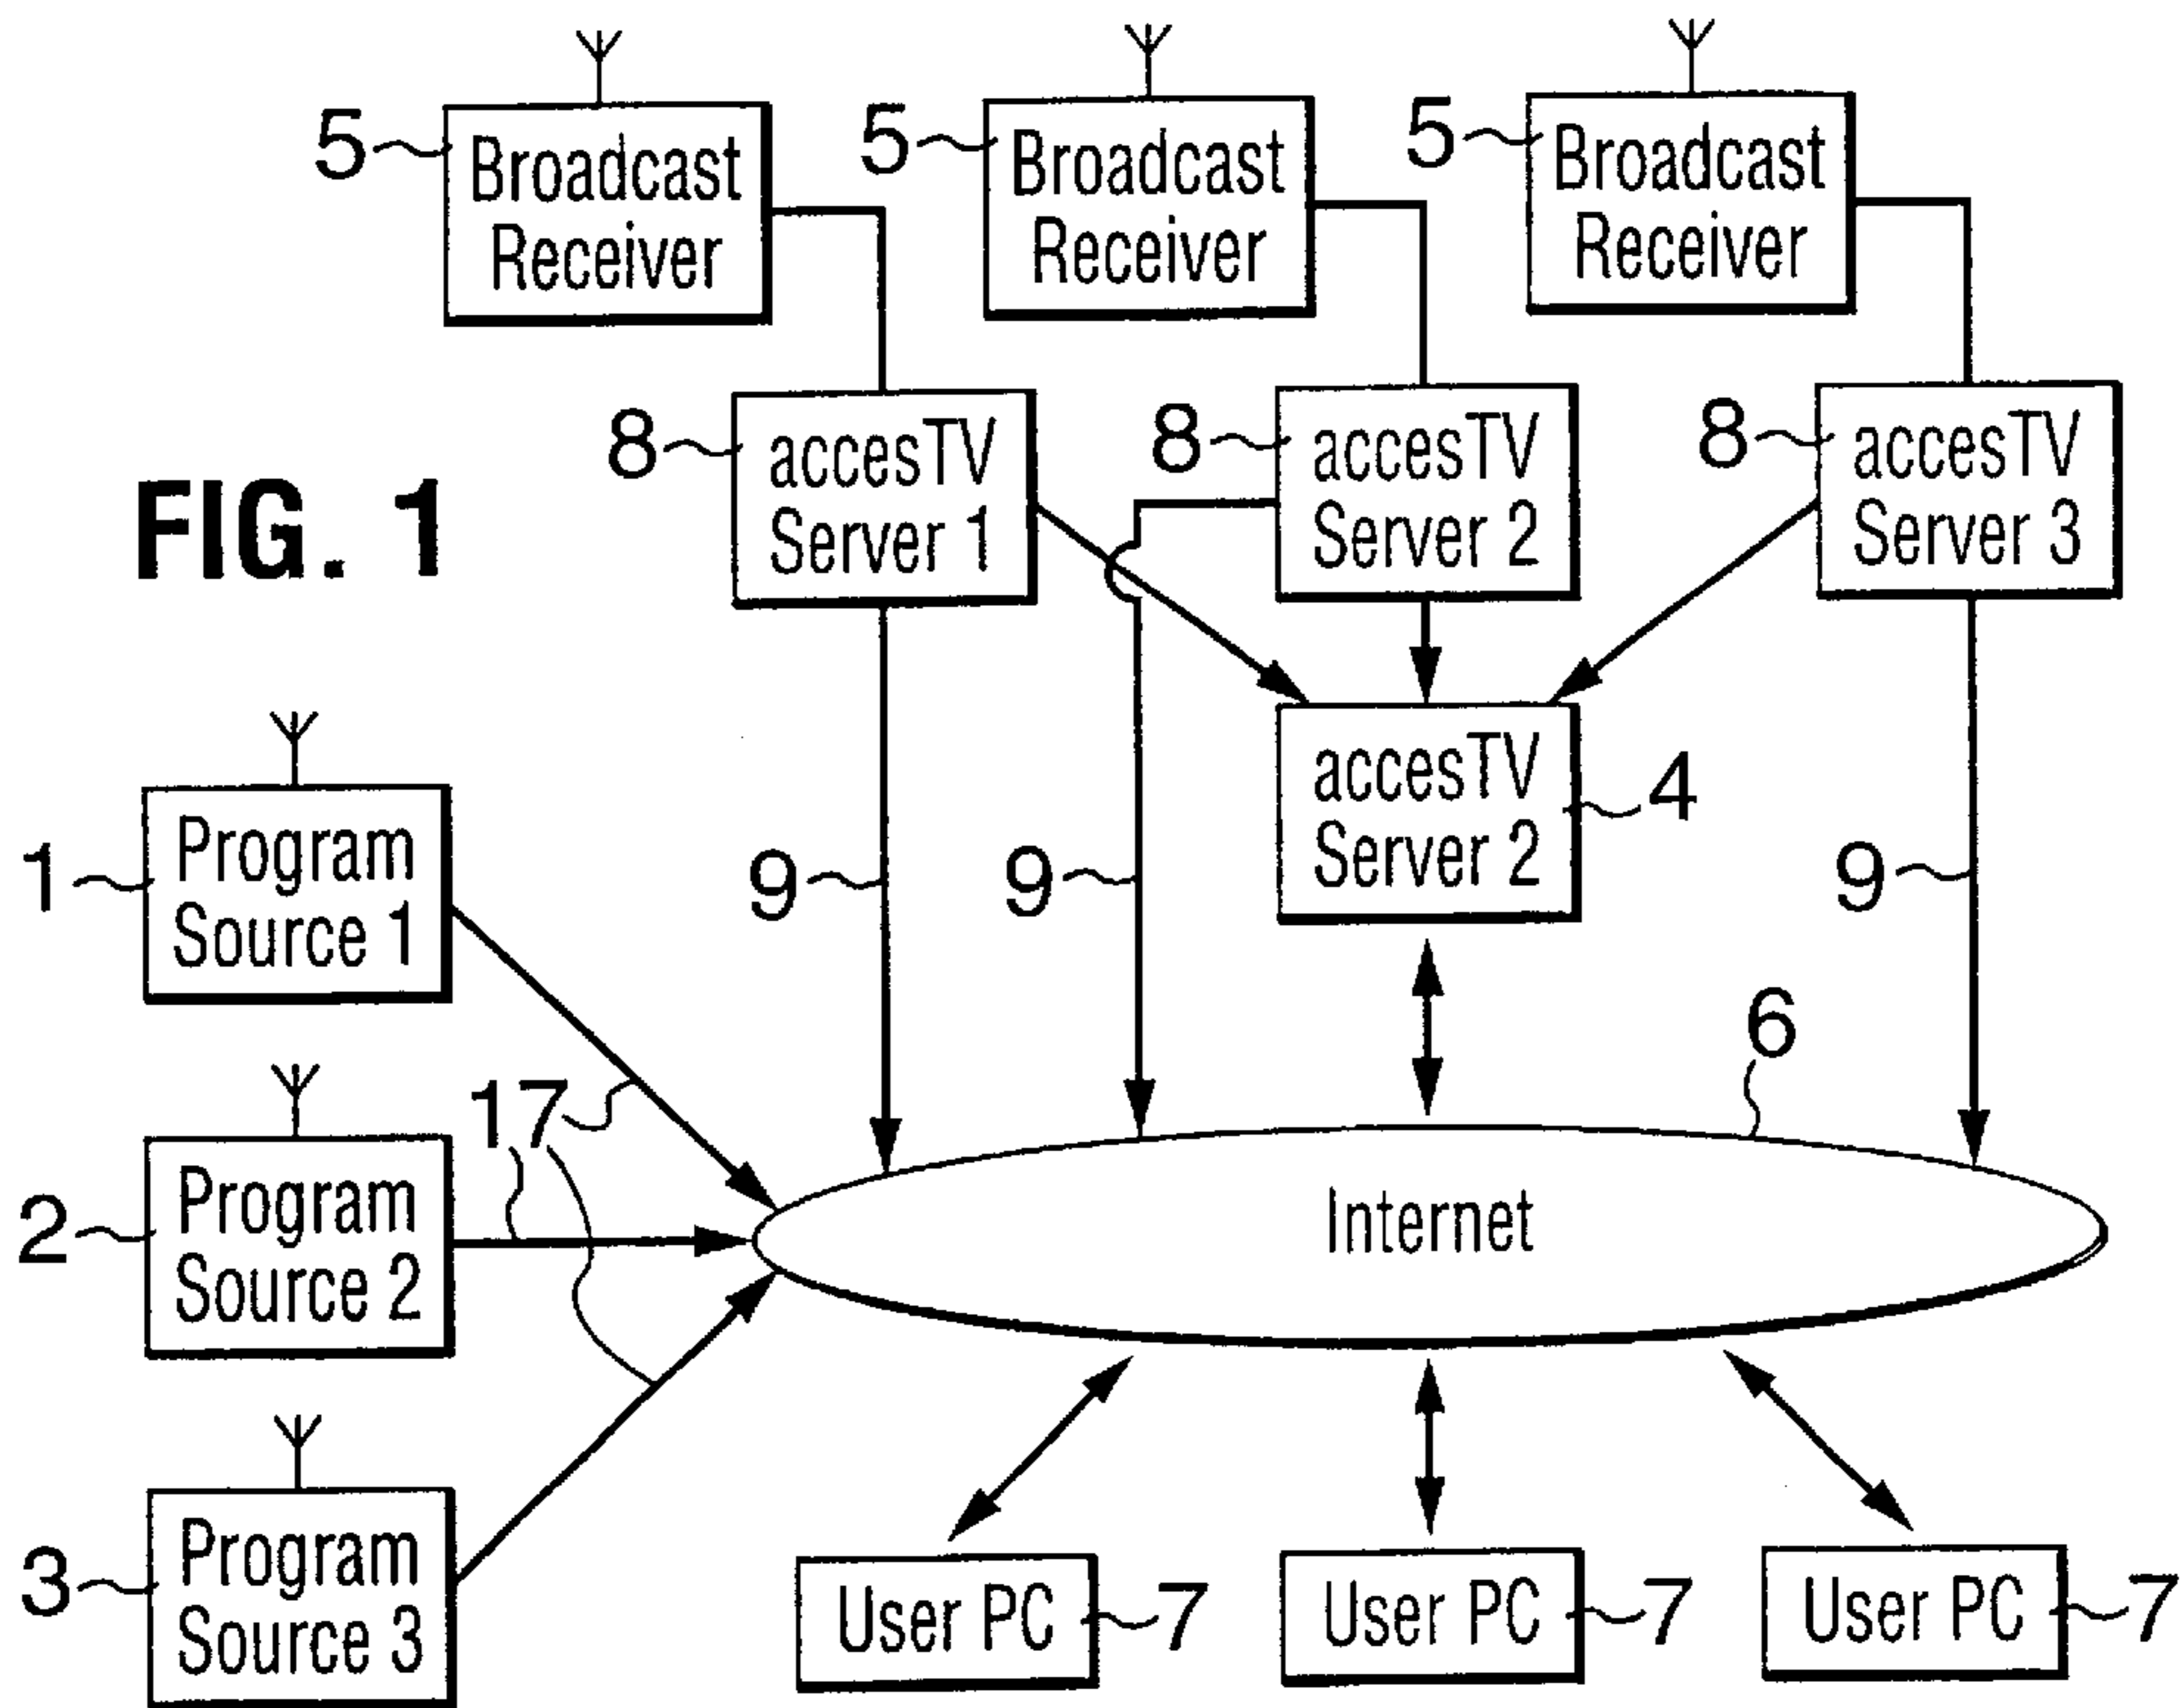 5
Broadcast
Receiver
5
Broadcast
Receiver
5
Broadcast
Receiver
FIG. 1
8
accesTV
Server 1
8
accesTV
Server 2
8
accesTV
Server 3
accesTV
Server 2
4
9
9
9
1
Program
Source 1
2
Program
Source 2
3
Program
Source 3
17
6
Internet
User PC
7
User PC
7
User PC
7